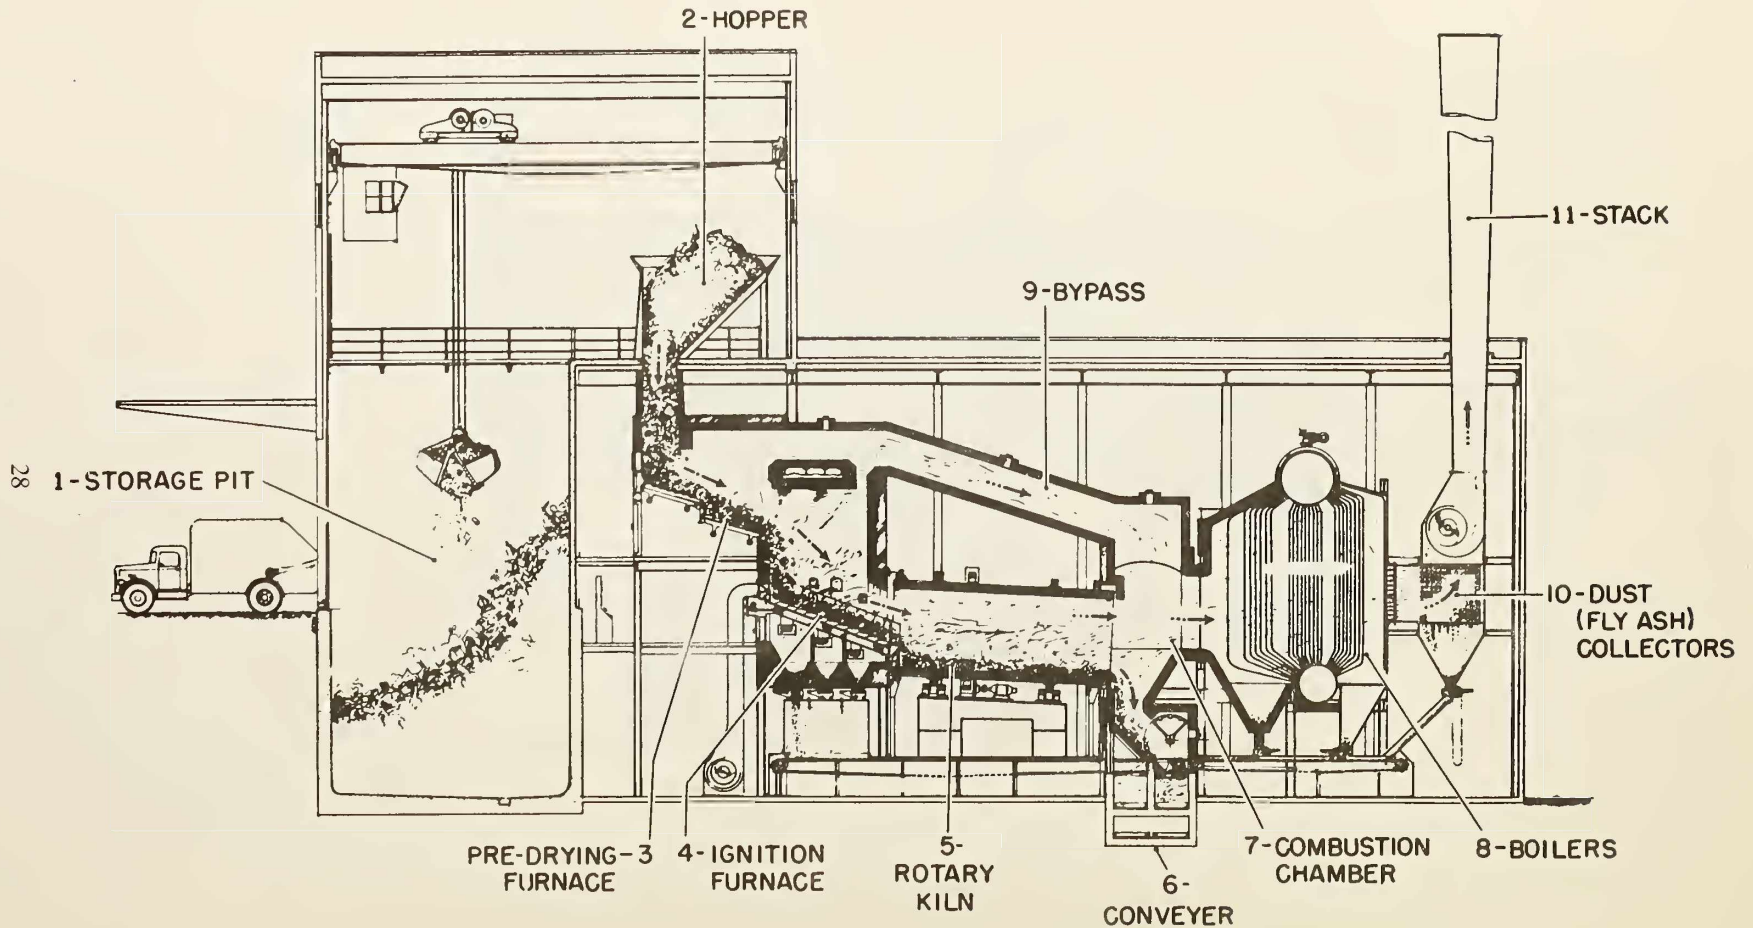 2-HOPPER
11-STACK
9-BYPASS
28
1-STORAGE PIT
10-DUST
(FLY ASH)
COLLECTORS
PRE-DRYING-3
FURNACE
4-IGNITION
FURNACE
5-
ROTARY
KILN
6-
CONVEYER
7-COMBUSTION
CHAMBER
8-BOILERS